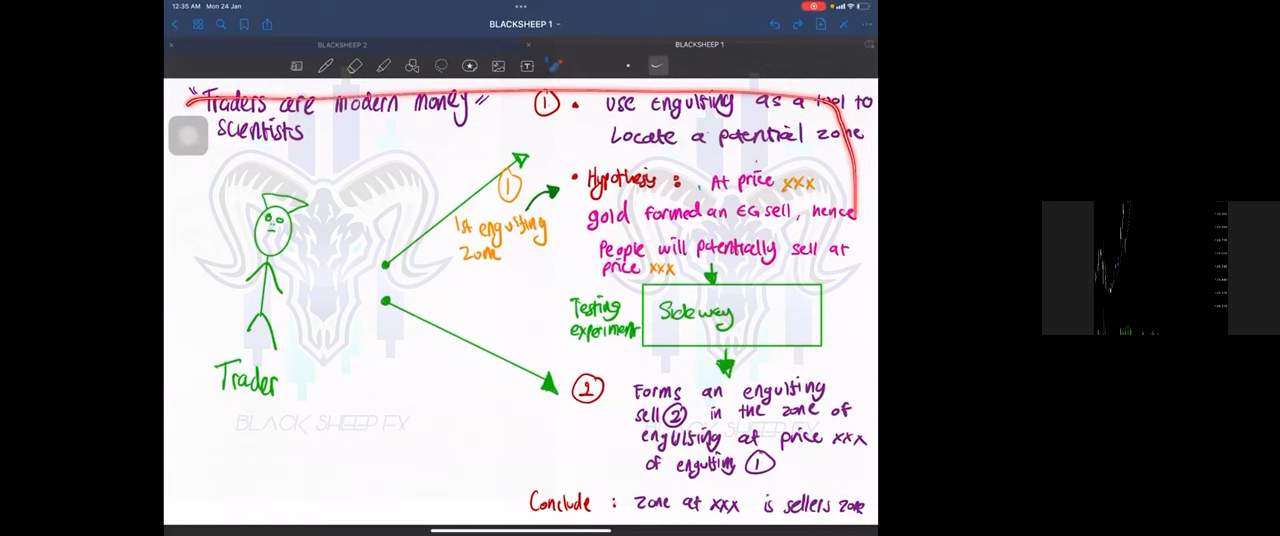 12:35 AM Mon 24 Jan
BLACKSHEEP 1
BLACKSHEEP 2
BLACKSHEEP 1
"Traders are modern money"
scientists
Trader
1
1st engulfing
zone
1 • Use Engulfing as a tool to
Locate a potential zone
• Hypothesis : At price xxx
gold formed an EG sell, hence
People will potentially sell at
price xxx
Testing
experiment
Sideway
2
Forms an engulfing
sell 2 in the zone of
engulfing at price xxx
of engulfing 1
Conclude : zone at xxx is sellers zone
BLACK SHEEP FX
BLACK SHEEP FX